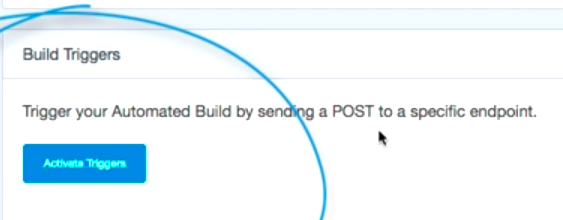 Build Triggers
Trigger your Automated Build by sending a POST to a specific endpoint.
Activate Triggers